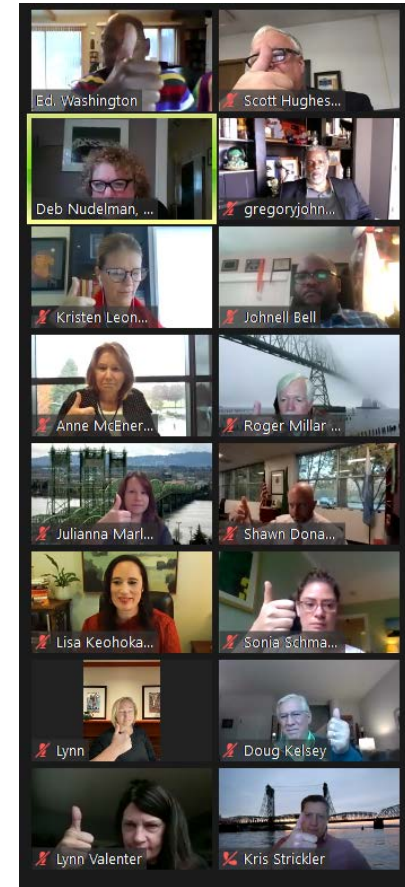 Ed. Washington
Scott Hughes...
Deb Nudelman, ...
gregoryjohn...
Kristen Leon...
Johnell Bell
Anne McEner...
Roger Millar ...
Julianna Marl...
Shawn Dona...
Lisa Keohoka...
Sonia Schma...
Lynn
Doug Kelsey
Lynn Valenter
Kris Strickler